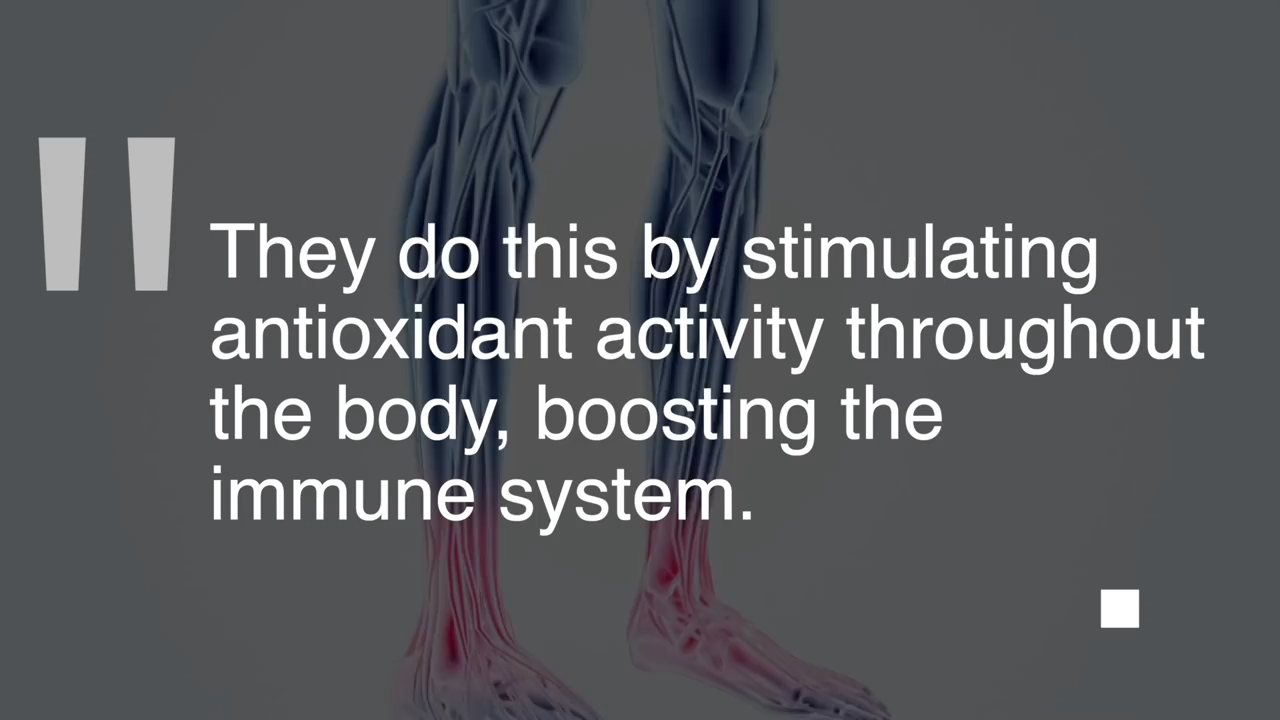 "
They do this by stimulating
antioxidant activity throughout
the body, boosting the
immune system.